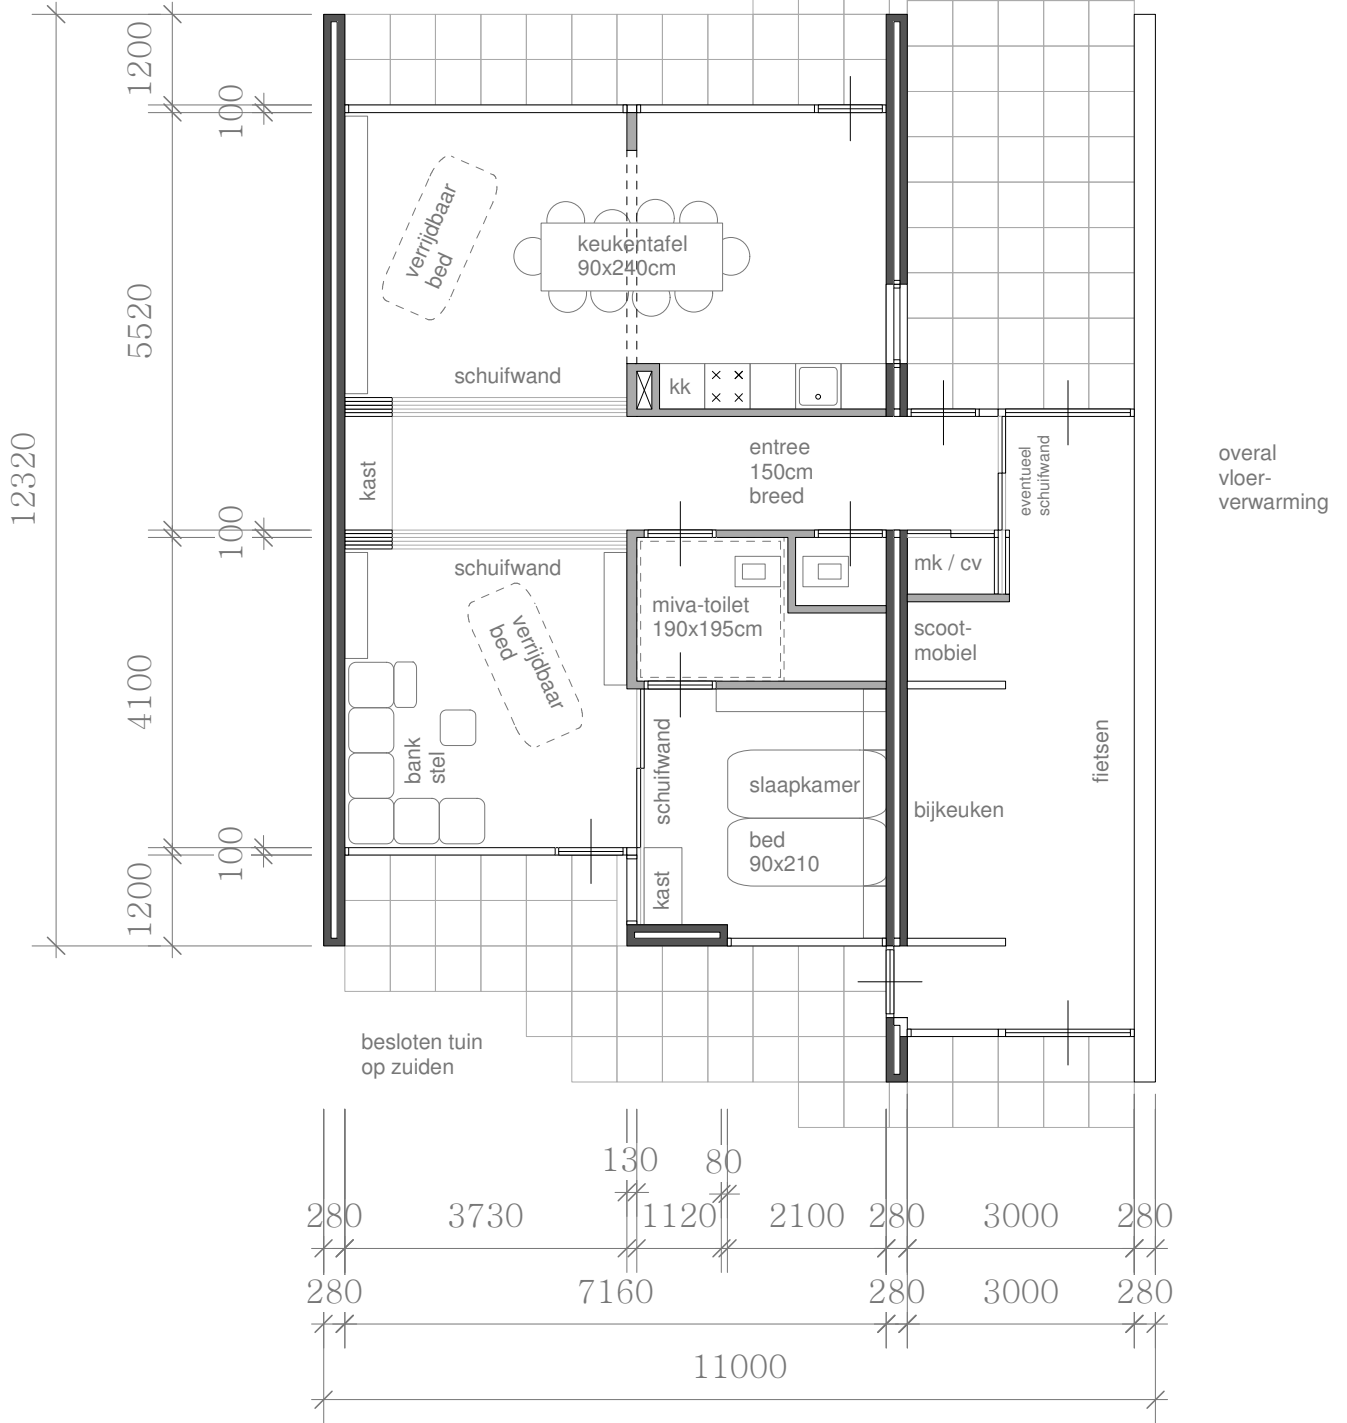 1200
100
verrijdbaar
bed
keukentafel
90x240cm
5520
schuifwand
kk
12320
kast
entree
150cm
breed
eventueel
schuifwand
overal
vloer-
verwarming
100
schuifwand
mk / cv
miva-toilet
190x195cm
scoot-
mobiel
verrijdbaar
bed
4100
bank
stel
schuifwand
slaapkamer
fietsen
bijkeuken
bed
90x210
kast
100
1200
besloten tuin
op zuiden
130 80
280 3730 1120 2100 280 3000 280
280 7160 280 3000 280
11000